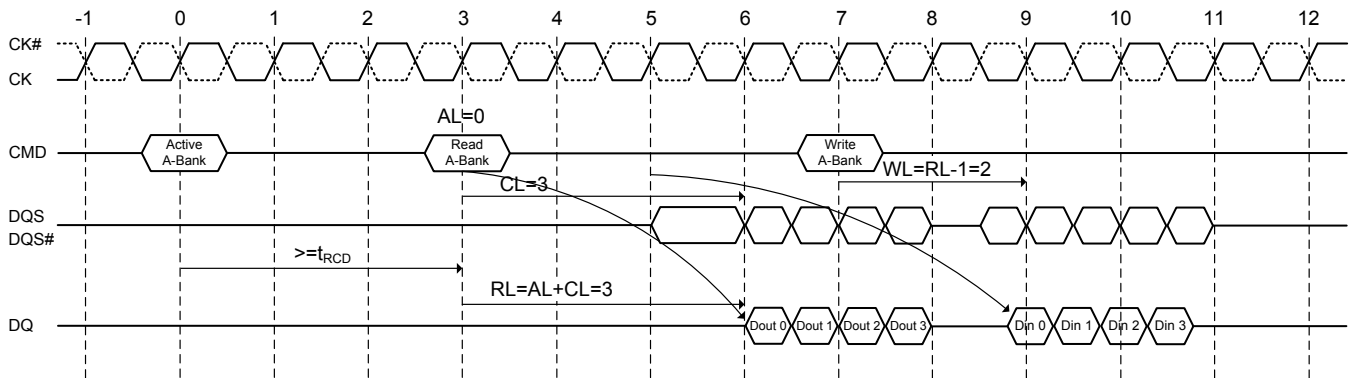 -1 0 1 2 3 4 5 6 7 8 9 10 11 12
CK#
CK
AL=0
CMD
Active
A-Bank
Read
A-Bank
Write
A-Bank
CL=3
WL=RL-1=2
DQS
DQS#
>=tRCD
RL=AL+CL=3
DQ
Dout 0 Dout 1 Dout 2 Dout 3 Din 0 Din 1 Din 2 Din 3